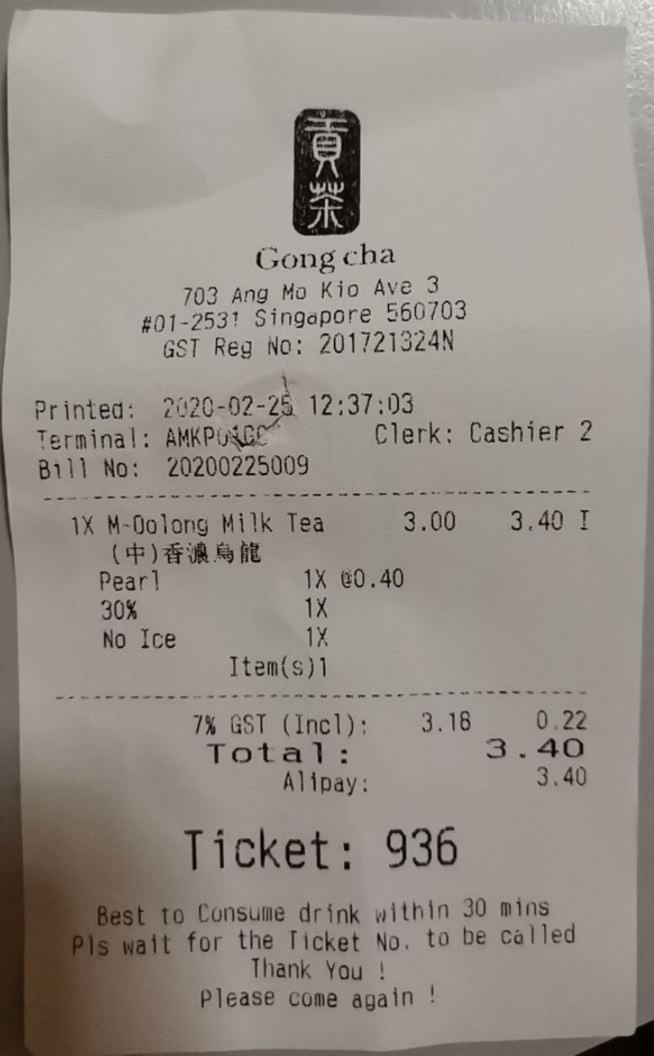 貢茶
Gong cha
703 Ang Mo Kio Ave 3
#01-2531 Singapore 560703
GST Reg No: 201721324N
Printed: 2020-02-25 12:37:03
Terminal: Clerk: Cashier 2
Bill No: 20200225009
1X M-Oolong Milk Tea 3.00 3.40 I
(中)香濃烏龍
Pearl 1X @0.40
30% 1X
No Ice 1X
Item(s)1
7% GST (Incl): 3.18 0.22
Total: 3.40
Alipay: 3.40
Ticket: 936
Best to Consume drink within 30 mins
Pls wait for the Ticket No. to be called
Thank You !
Please come again !